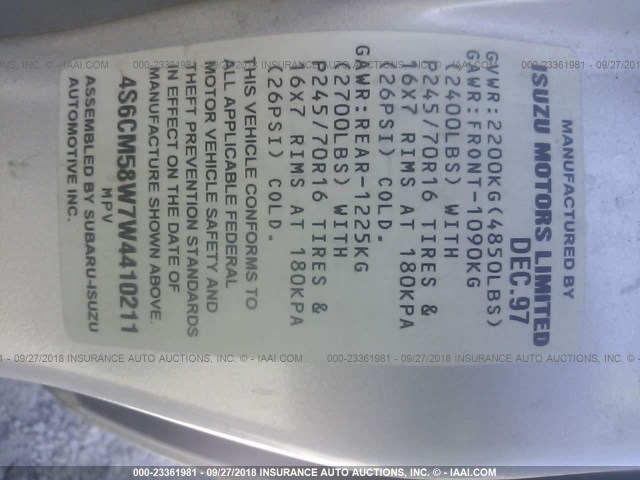 MANUFACTURED BY
ISUZU MOTORS LIMITED
DEC.97
GVWR:2200KG(4850LBS)
GAWR:FRONT-1090KG
(2400LBS) WITH
P245/70R16 TIRES &
16X7 RIMS AT 180KPA
(26PSI) COLD.
GAWR:REAR-1225KG
(2700LBS) WITH
P245/70R16 TIRES &
16X7 RIMS AT 180KPA
(26PSI) COLD.
THIS VEHICLE CONFORMS TO
ALL APPLICABLE FEDERAL
MOTOR VEHICLE SAFETY AND
THEFT PREVENTION STANDARDS
IN EFFECT ON THE DATE OF
MANUFACTURE SHOWN ABOVE.
4S6CM58W7W4410211
MPV
ASSEMBLED BY SUBARU-ISUZU
AUTOMOTIVE INC.
000-23361981 - 09/27/2018 INSURANCE AUTO AUCTIONS, INC. - © - IAAI.COM